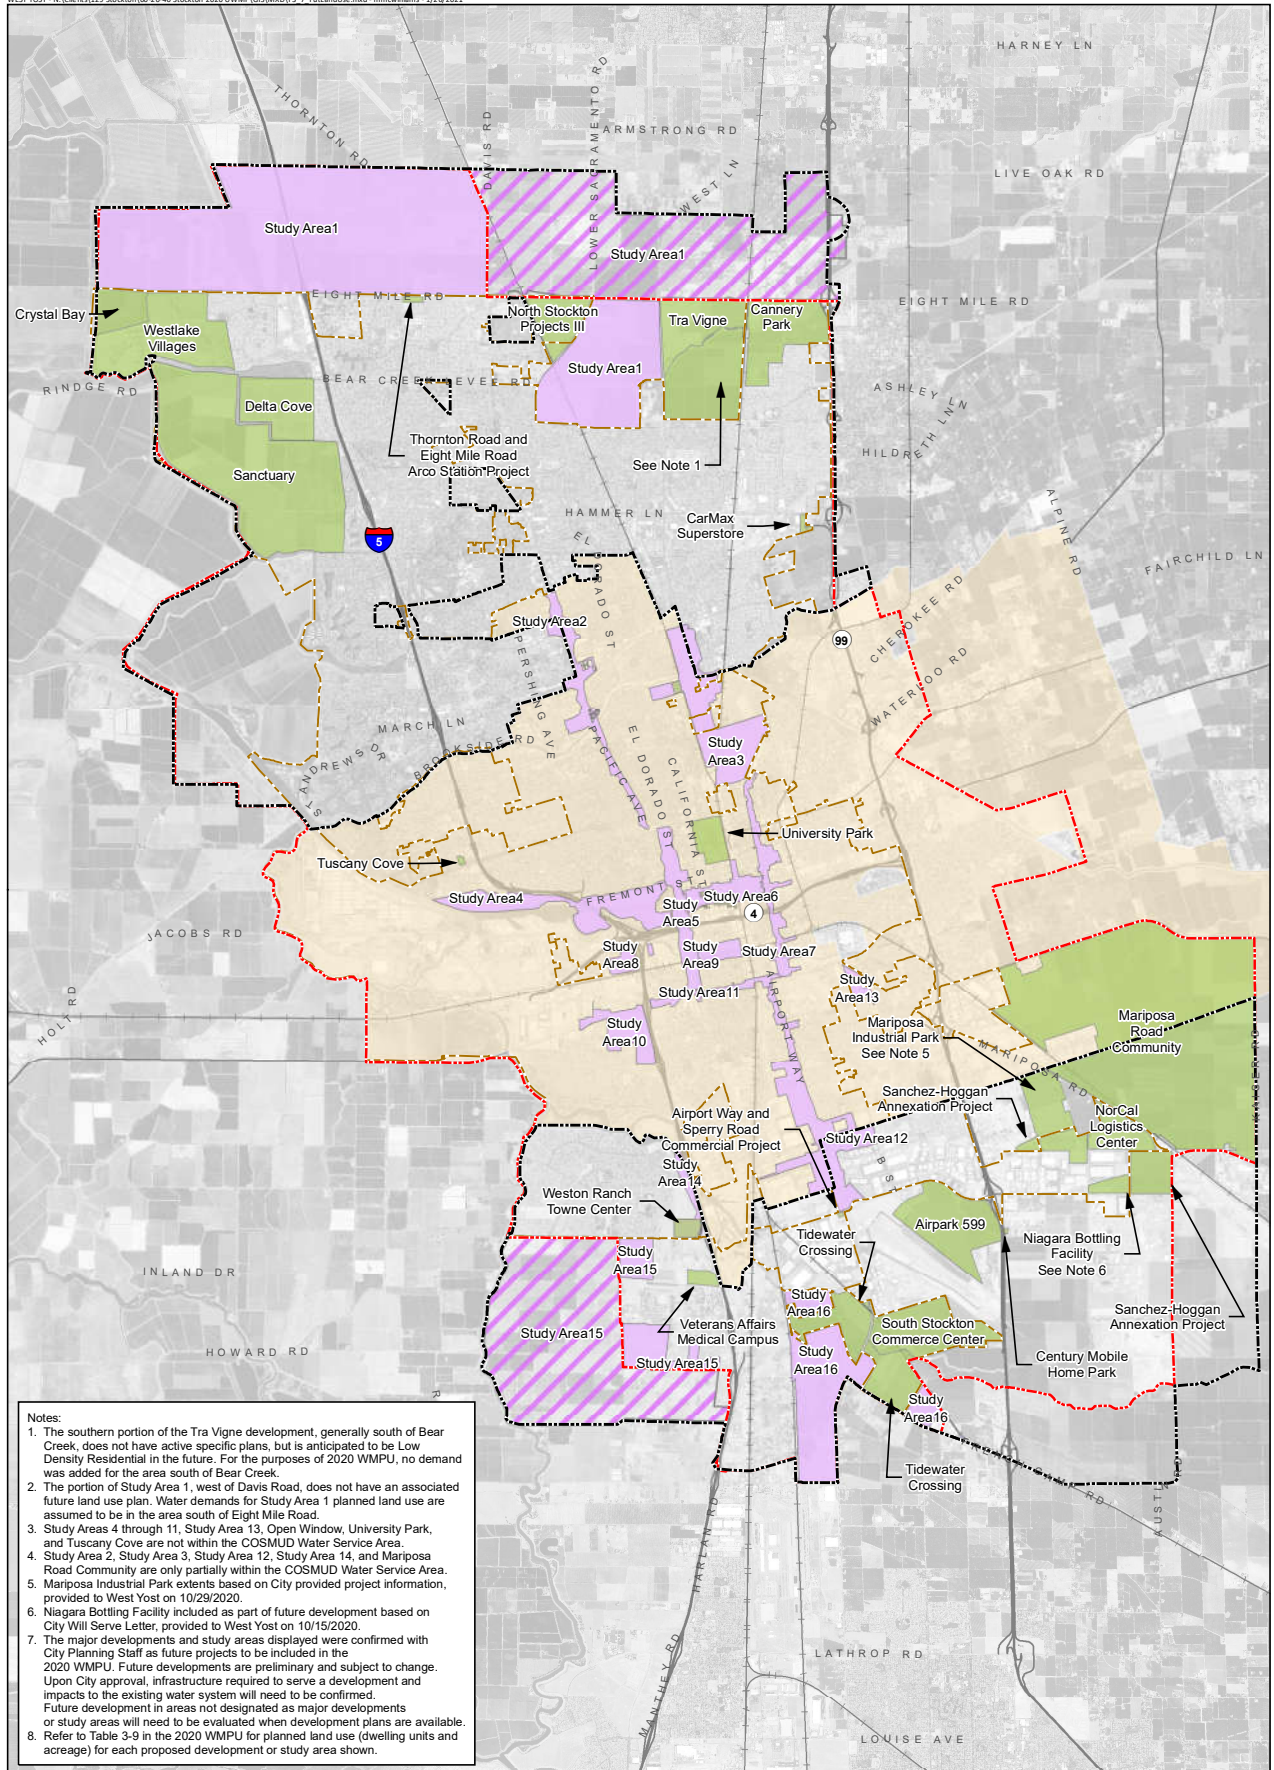 HARNEY LN
THORNTON RD
DAVIS RD
LOWER SACRAMENTO RD
ARMSTRONG RD
WEST LN
LIVE OAK RD
Study Area1
Study Area1
EIGHT MILE RD
EIGHT MILE RD
Crystal Bay
Westlake
Villages
North Stockton
Projects III
Tra Vigne
Cannery
Park
Study Area1
RINDGE RD
BEAR CREEK LEVEE RD
ASHLEY LN
HILDRETH LN
Delta Cove
Thornton Road and
Eight Mile Road
Arco Station Project
See Note 1
Sanctuary
HAMMER LN
CarMax
Superstore
ALPINE RD
FAIRCHILD LN
5
EL DORADO ST
CHEROKEE RD
Study Area2
99
WATERLOO RD
PERSHING AVE
MARCH LN
BROOKSIDE RD
ST ANDREWS DR
PACIFIC AVE
EL DORADO ST
CALIFORNIA ST
Study
Area3
University Park
Tuscany Cove
Study Area4
FREMONT ST
Study Area6
Study
Area5
4
JACOBS RD
HOLT RD
Study
Area8
Study
Area9
Study Area7
Study Area11
Study
Area13
AIRPORT WAY
Study
Area10
Mariposa
Industrial Park
See Note 5
MARIPOSA RD
Mariposa
Road
Community
Sanchez-Hoggan
Annexation Project
NorCal
Logistics
Center
Airport Way and
Sperry Road
Commercial Project
Study Area12
B ST
Study
Area14
Weston Ranch
Towne Center
Airpark 599
Tidewater
Crossing
Niagara Bottling
Facility
See Note 6
INLAND DR
Study
Area15
Study
Area16
Sanchez-Hoggan
Annexation Project
Study Area15
Veterans Affairs
Medical Campus
South Stockton
Commerce Center
HOWARD RD
Study Area15
Study
Area16
Century Mobile
Home Park
Study
Area16
Tidewater
Crossing
HARLAN RD
MANTHEY RD
LATHROP RD
LOUISE AVE
Notes:
1. The southern portion of the Tra Vigne development, generally south of Bear
Creek, does not have active specific plans, but is anticipated to be Low
Density Residential in the future. For the purposes of 2020 WMPU, no demand
was added for the area south of Bear Creek.
2. The portion of Study Area 1, west of Davis Road, does not have an associated
future land use plan. Water demands for Study Area 1 planned land use are
assumed to be in the area south of Eight Mile Road.
3. Study Areas 4 through 11, Study Area 13, Open Window, University Park,
and Tuscany Cove are not within the COSMUD Water Service Area.
4. Study Area 2, Study Area 3, Study Area 12, Study Area 14, and Mariposa
Road Community are only partially within the COSMUD Water Service Area.
5. Mariposa Industrial Park extents based on City provided project information,
provided to West Yost on 10/29/2020.
6. Niagara Bottling Facility included as part of future development based on
City Will Serve Letter, provided to West Yost on 10/15/2020.
7. The major developments and study areas displayed were confirmed with
City Planning Staff as future projects to be included in the
2020 WMPU. Future developments are preliminary and subject to change.
Upon City approval, infrastructure required to serve a development and
impacts to the existing water system will need to be confirmed.
Future development in areas not designated as major developments
or study areas will need to be evaluated when development plans are available.
8. Refer to Table 3-9 in the 2020 WMPU for planned land use (dwelling units and
acreage) for each proposed development or study area shown.